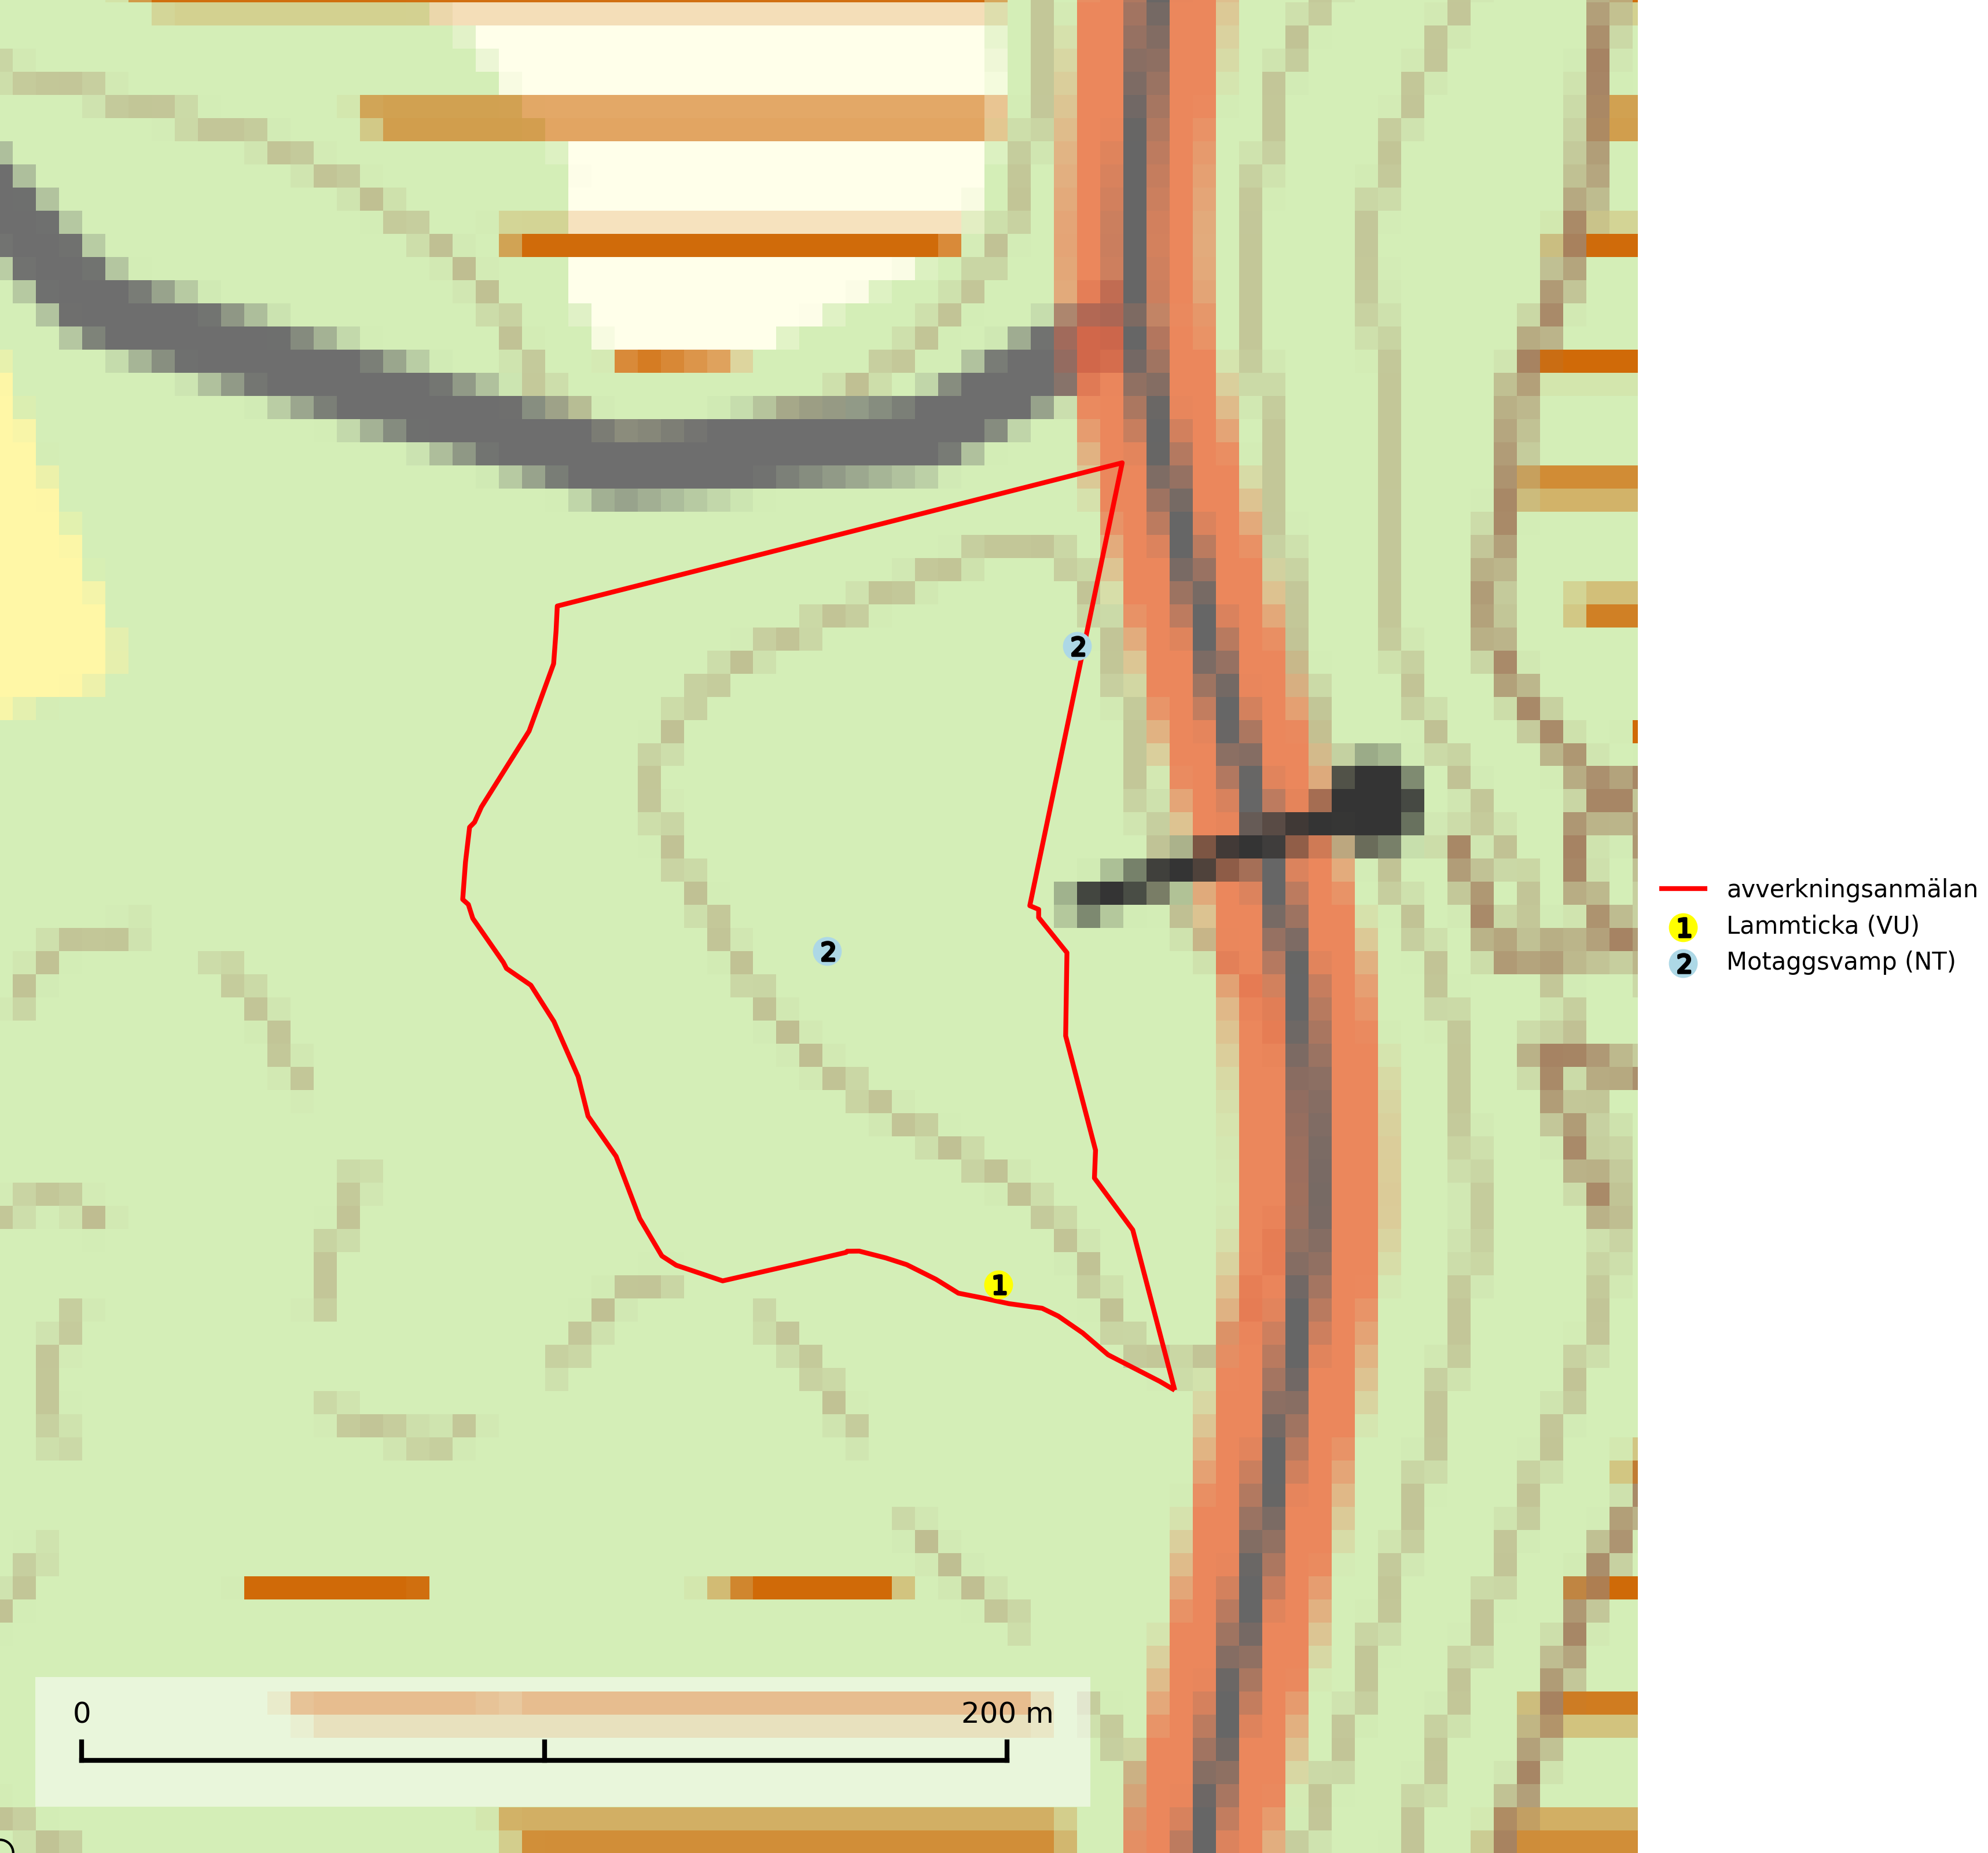 2
2
avverkningsanmälan
1 Lammticka (VU)
2 Motaggsvamp (NT)
1
0 200 m